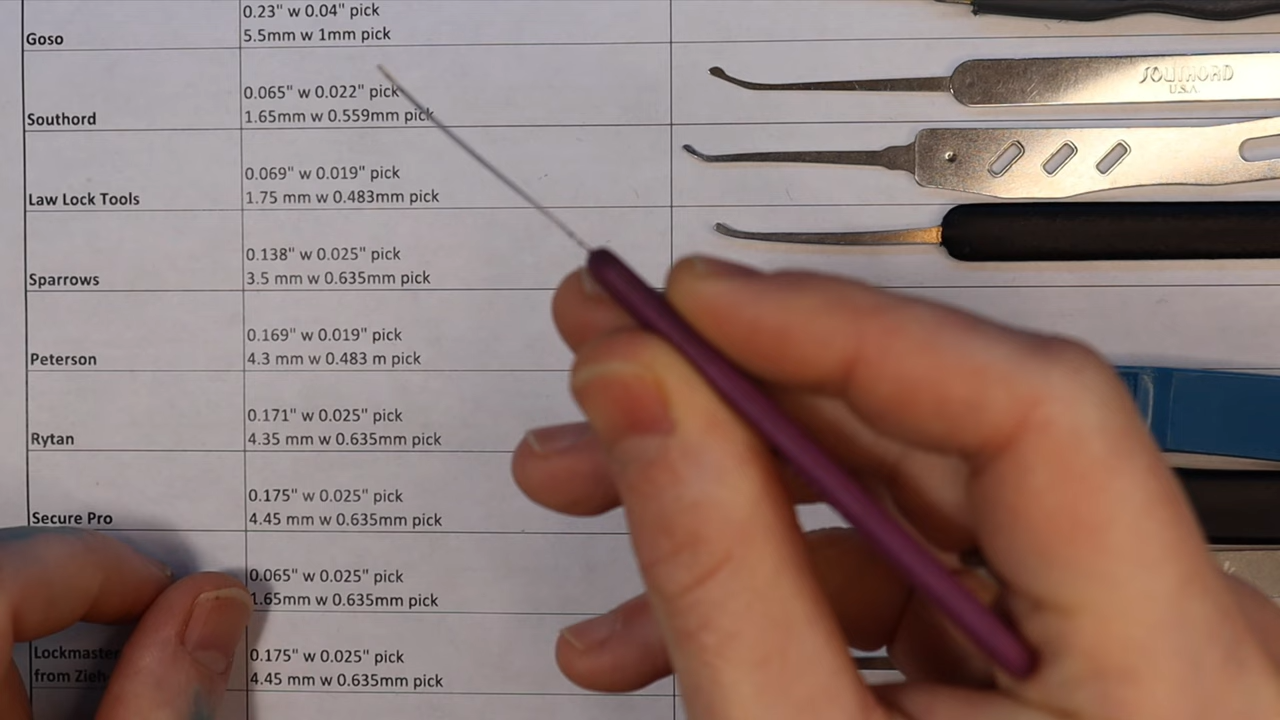 Goso
0.23" w 0.04" pick
5.5mm w 1mm pick
Southord
0.065" w 0.022" pick
1.65mm w 0.559mm pick
Law Lock Tools
0.069" w 0.019" pick
1.75 mm w 0.483mm pick
Sparrows
0.138" w 0.025" pick
3.5 mm w 0.635mm pick
Peterson
0.169" w 0.019" pick
4.3 mm w 0.483 m pick
Rytan
0.171" w 0.025" pick
4.35 mm w 0.635mm pick
Secure Pro
0.175" w 0.025" pick
4.45 mm w 0.635mm pick
0.065" w 0.025" pick
1.65mm w 0.635mm pick
Lockmaste
from Zieh
0.175" w 0.025" pick
4.45 mm w 0.635mm pick
SOUTHORD
U.S.A.